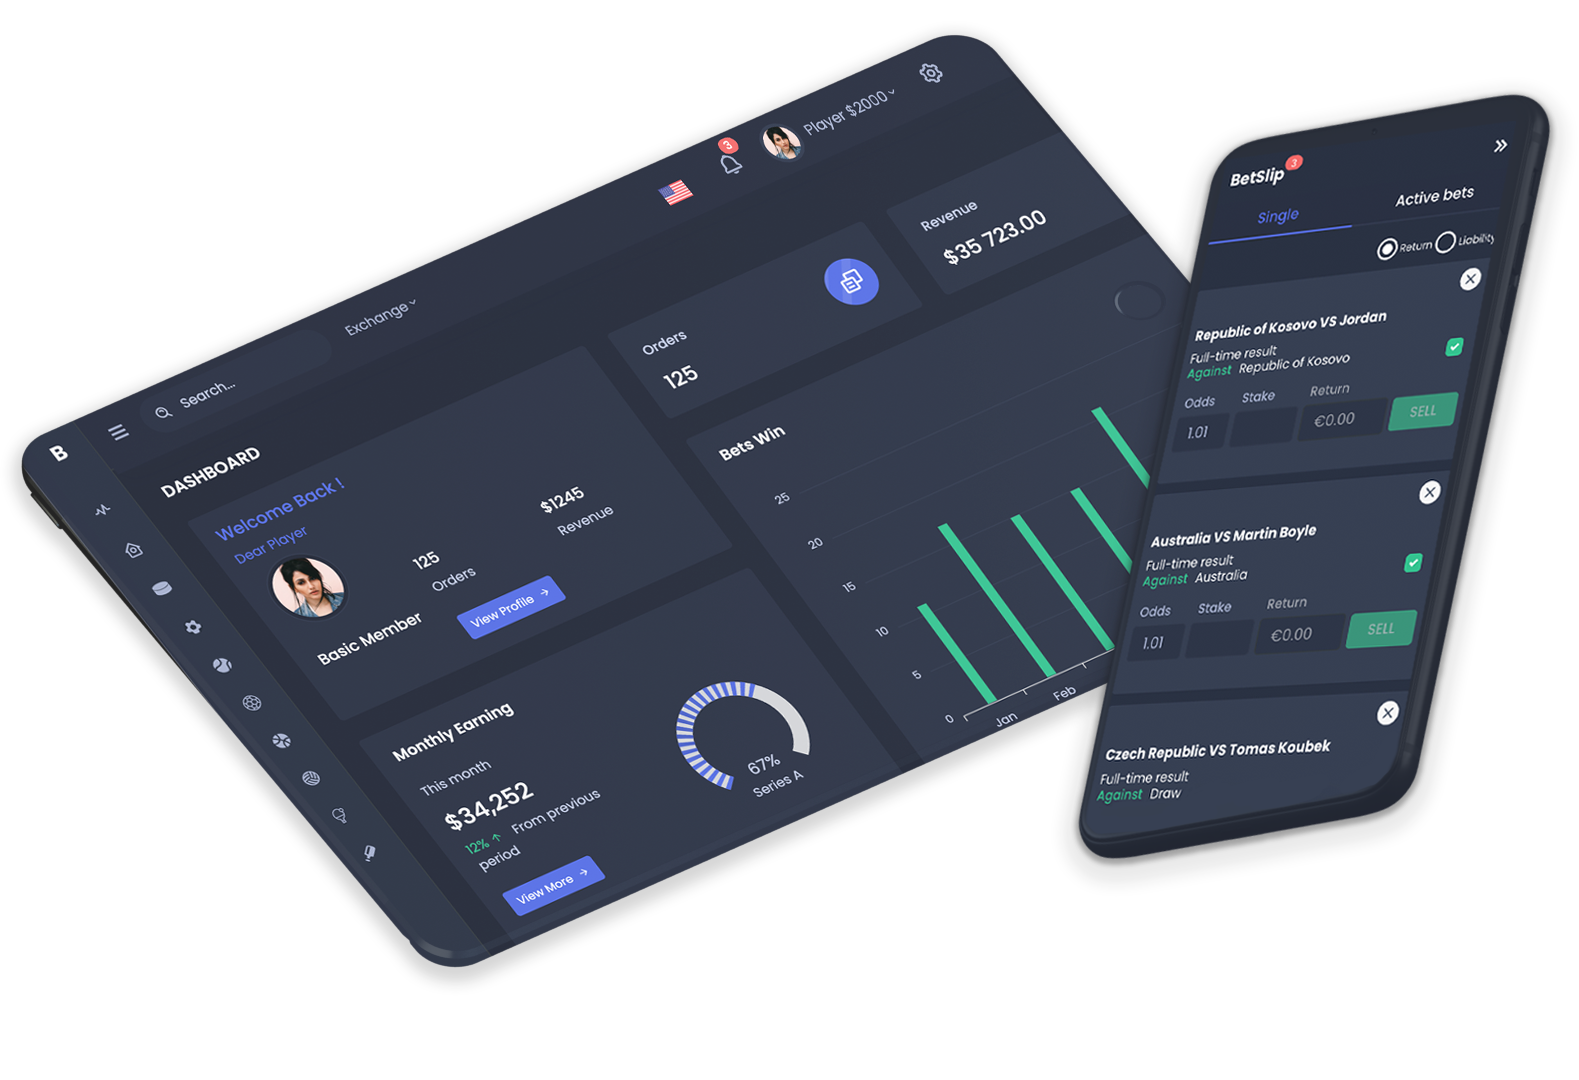 B
Search...
Exchange
3
Player $2000
DASHBOARD
Welcome Back !
Dear Player
Basic Member
125
Orders
$1245
Revenue
View Profile
Orders
125
Revenue
$35 723.00
Monthly Earning
This month
$34,252
12% ↑ From previous
period
View More
67%
Series A
Bets Win
25
20
15
10
5
0
Jan
Feb
BetSlip
3
Single
Active bets
Return
Liability
Republic of Kosovo VS Jordan
Full-time result
Against Republic of Kosovo
Odds Stake Return
1.01 €0.00 SELL
Australia VS Martin Boyle
Full-time result
Against Australia
Odds Stake Return
1.01 €0.00 SELL
Czech Republic VS Tomas Koubek
Full-time result
Against Draw